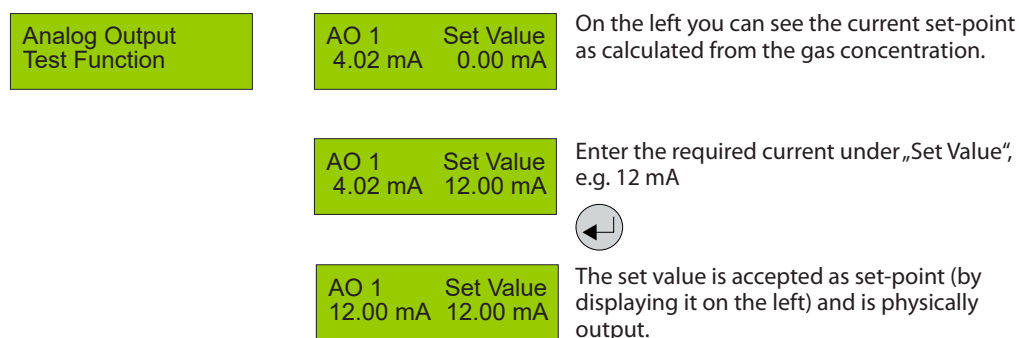 Analog Output
Test Function
AO 1 Set Value
4.02 mA 0.00 mA
On the left you can see the current set-point
as calculated from the gas concentration.
AO 1 Set Value
4.02 mA 12.00 mA
Enter the required current under „Set Value“,
e.g. 12 mA
AO 1 Set Value
12.00 mA 12.00 mA
The set value is accepted as set-point (by
displaying it on the left) and is physically
output.